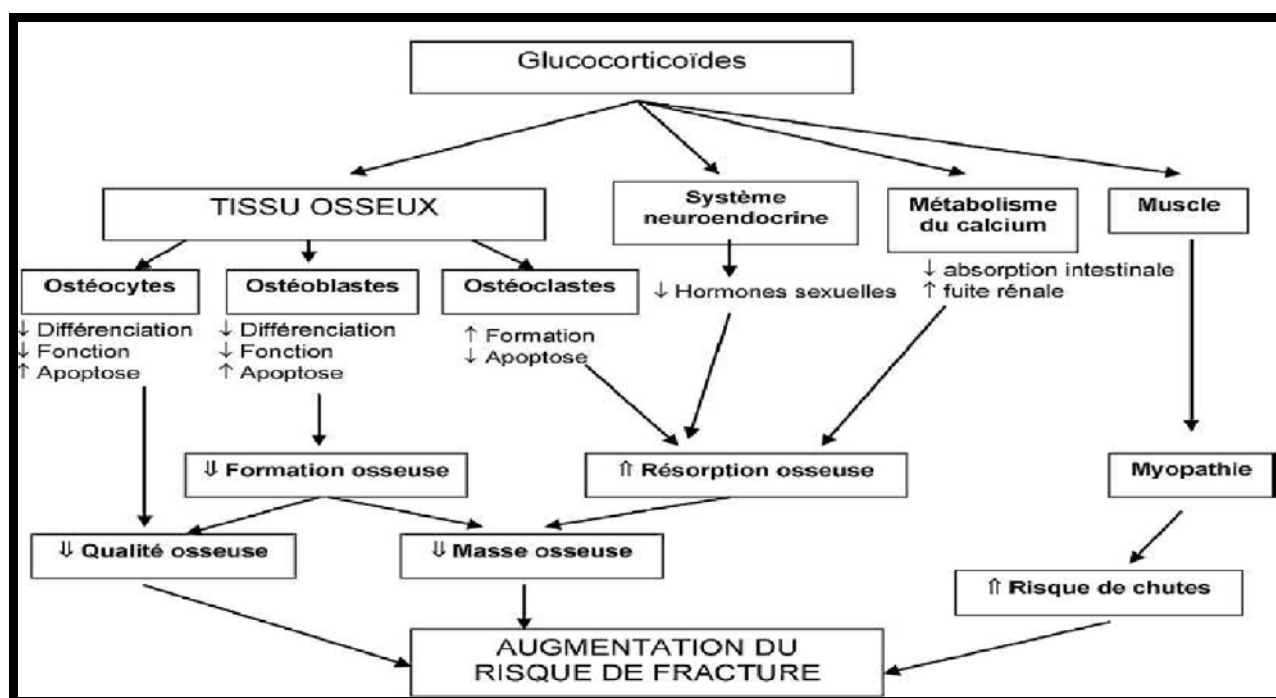 Glucocorticoïdes
TISSU OSSEUX
Système
neuroendocrine
Métabolisme
du calcium
Muscle
Ostéocytes
Ostéoblastes
Ostéoclastes
↓ Hormones sexuelles
↓ absorption intestinale
↑ fuite rénale
↓ Différenciation
↓ Fonction
↑ Apoptose
↓ Différenciation
↓ Fonction
↑ Apoptose
↑ Formation
↓ Apoptose
⇓ Formation osseuse
⇑ Résorption osseuse
Myopathie
⇓ Qualité osseuse
⇓ Masse osseuse
⇑ Risque de chutes
AUGMENTATION DU
RISQUE DE FRACTURE